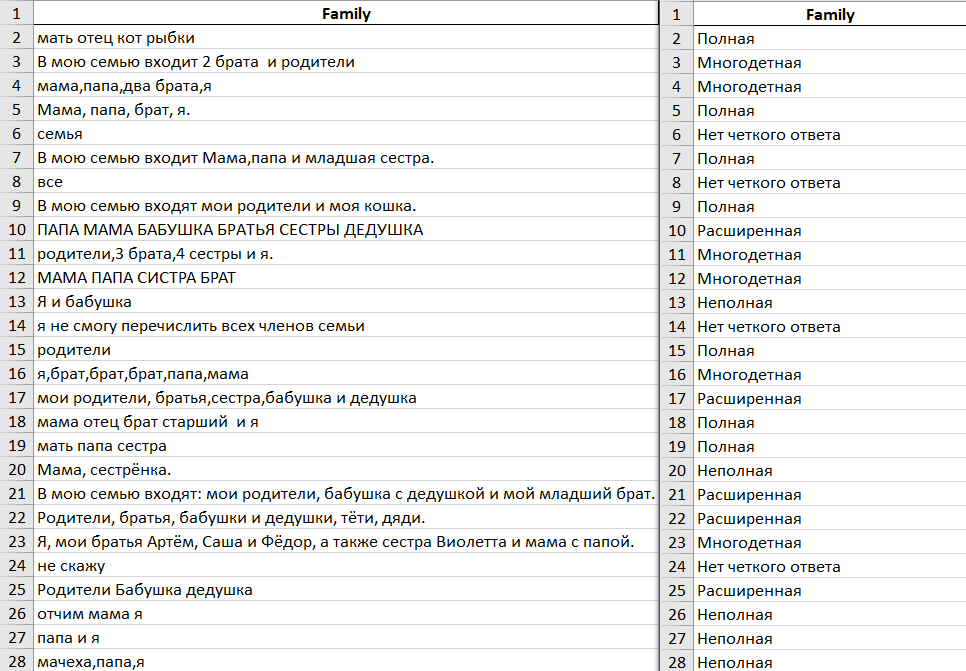 1 Family 1 Family
2 мать отец кот рыбки 2 Полная
3 В мою семью входит 2 брата  и родители 3 Многодетная
4 мама,папа,два брата,я 4 Многодетная
5 Мама, папа, брат, я. 5 Полная
6 семья 6 Нет четкого ответа
7 В мою семью входит Мама,папа и младшая сестра. 7 Полная
8 все 8 Нет четкого ответа
9 В мою семью входят мои родители и моя кошка. 9 Полная
10 ПАПА МАМА БАБУШКА БРАТЬЯ СЕСТРЫ ДЕДУШКА 10 Расширенная
11 родители,3 брата,4 сестры и я. 11 Многодетная
12 МАМА ПАПА СИСТРА БРАТ 12 Многодетная
13 Я и бабушка 13 Неполная
14 я не смогу перечислить всех членов семьи 14 Нет четкого ответа
15 родители 15 Полная
16 я,брат,брат,брат,папа,мама 16 Многодетная
17 мои родители, братья,сестра,бабушка и дедушка 17 Расширенная
18 мама отец брат старший  и я 18 Полная
19 мать папа сестра 19 Полная
20 Мама, сестрёнка. 20 Неполная
21 В мою семью входят: мои родители, бабушка с дедушкой и мой младший брат. 21 Расширенная
22 Родители, братья, бабушки и дедушки, тёти, дяди. 22 Расширенная
23 Я, мои братья Артём, Саша и Фёдор, а также сестра Виолетта и мама с папой. 23 Многодетная
24 не скажу 24 Нет четкого ответа
25 Родители Бабушка дедушка 25 Расширенная
26 отчим мама я 26 Неполная
27 папа и я 27 Неполная
28 мачеха,папа,я 28 Неполная